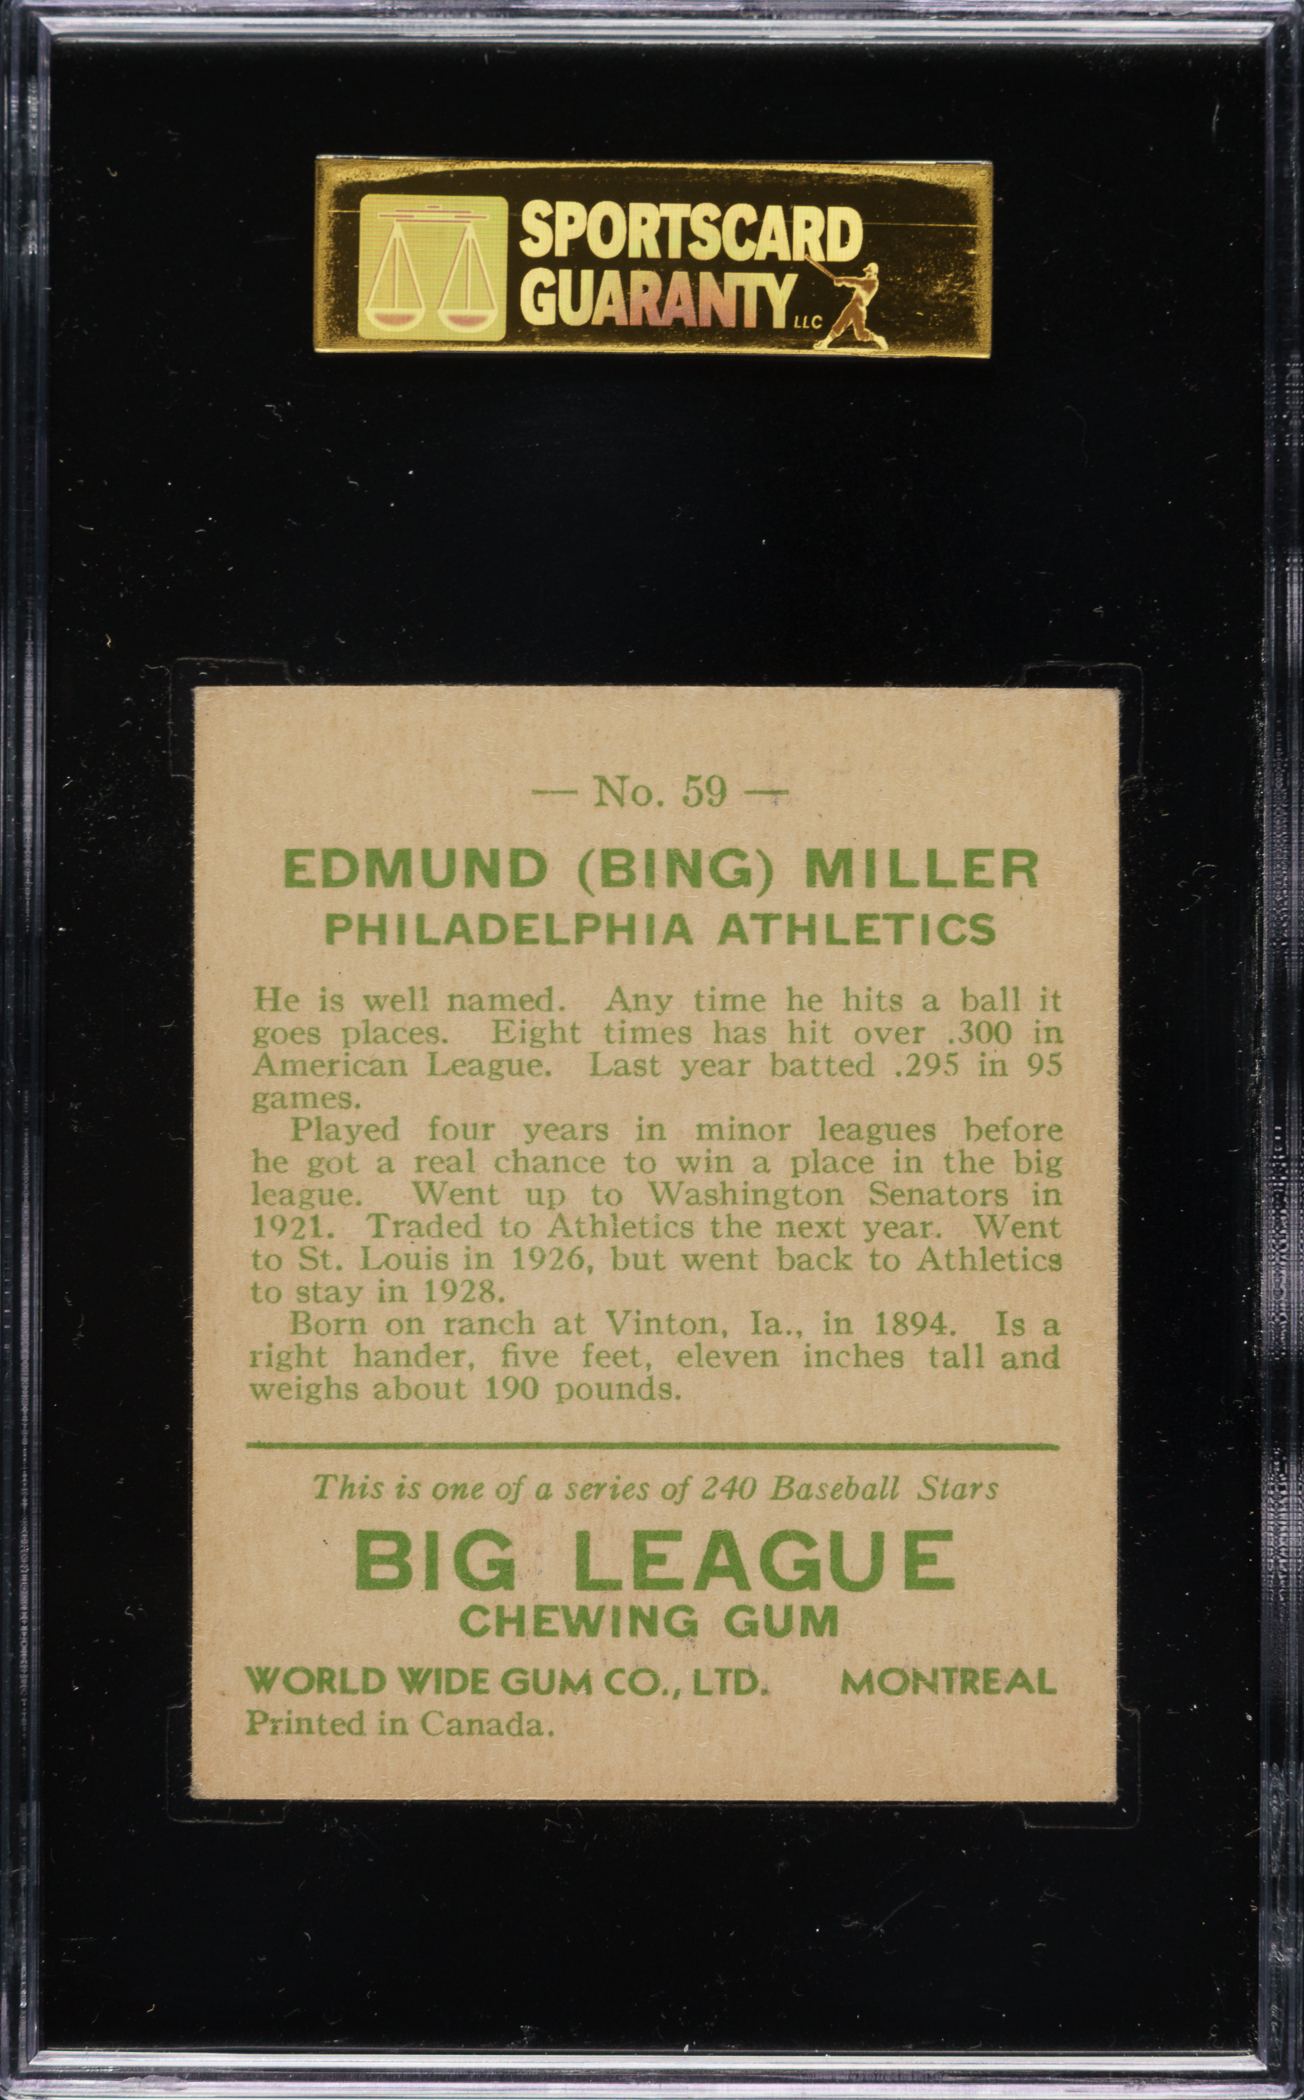 SPORTSCARD
GUARANTY LLC
— No. 59 —
EDMUND (BING) MILLER
PHILADELPHIA ATHLETICS
He is well named. Any time he hits a ball it
goes places. Eight times has hit over .300 in
American League. Last year batted .295 in 95
games.
Played four years in minor leagues before
he got a real chance to win a place in the big
league. Went up to Washington Senators in
1921. Traded to Athletics the next year. Went
to St. Louis in 1926, but went back to Athletics
to stay in 1928.
Born on ranch at Vinton, Ia., in 1894. Is a
right hander, five feet, eleven inches tall and
weighs about 190 pounds.
This is one of a series of 240 Baseball Stars
BIG LEAGUE
CHEWING GUM
WORLD WIDE GUM CO., LTD. MONTREAL
Printed in Canada.